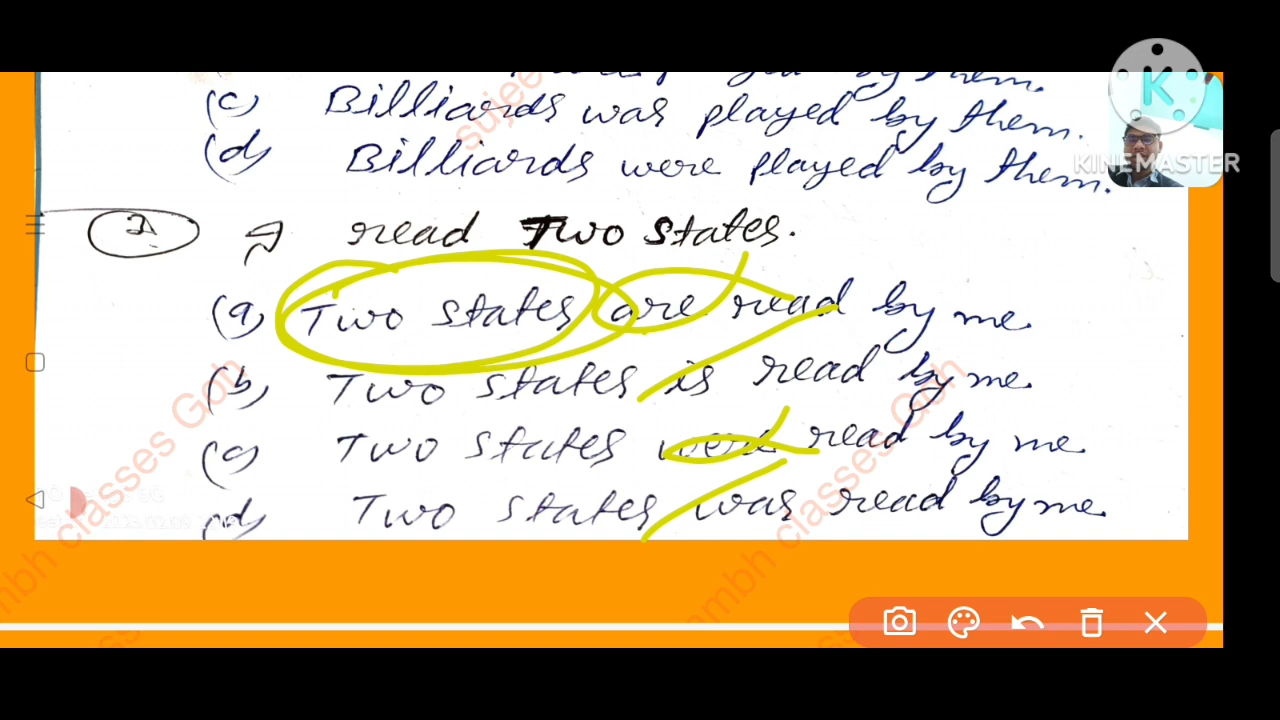 by them.
(c) Billiards was played by them.
(d) Billiards were played by them.
2 I read Two States.
(a) Two states are read by me.
(b) Two states is read by me.
(c) Two states were read by me.
(d) Two states was read by me.
K
KINEMASTER